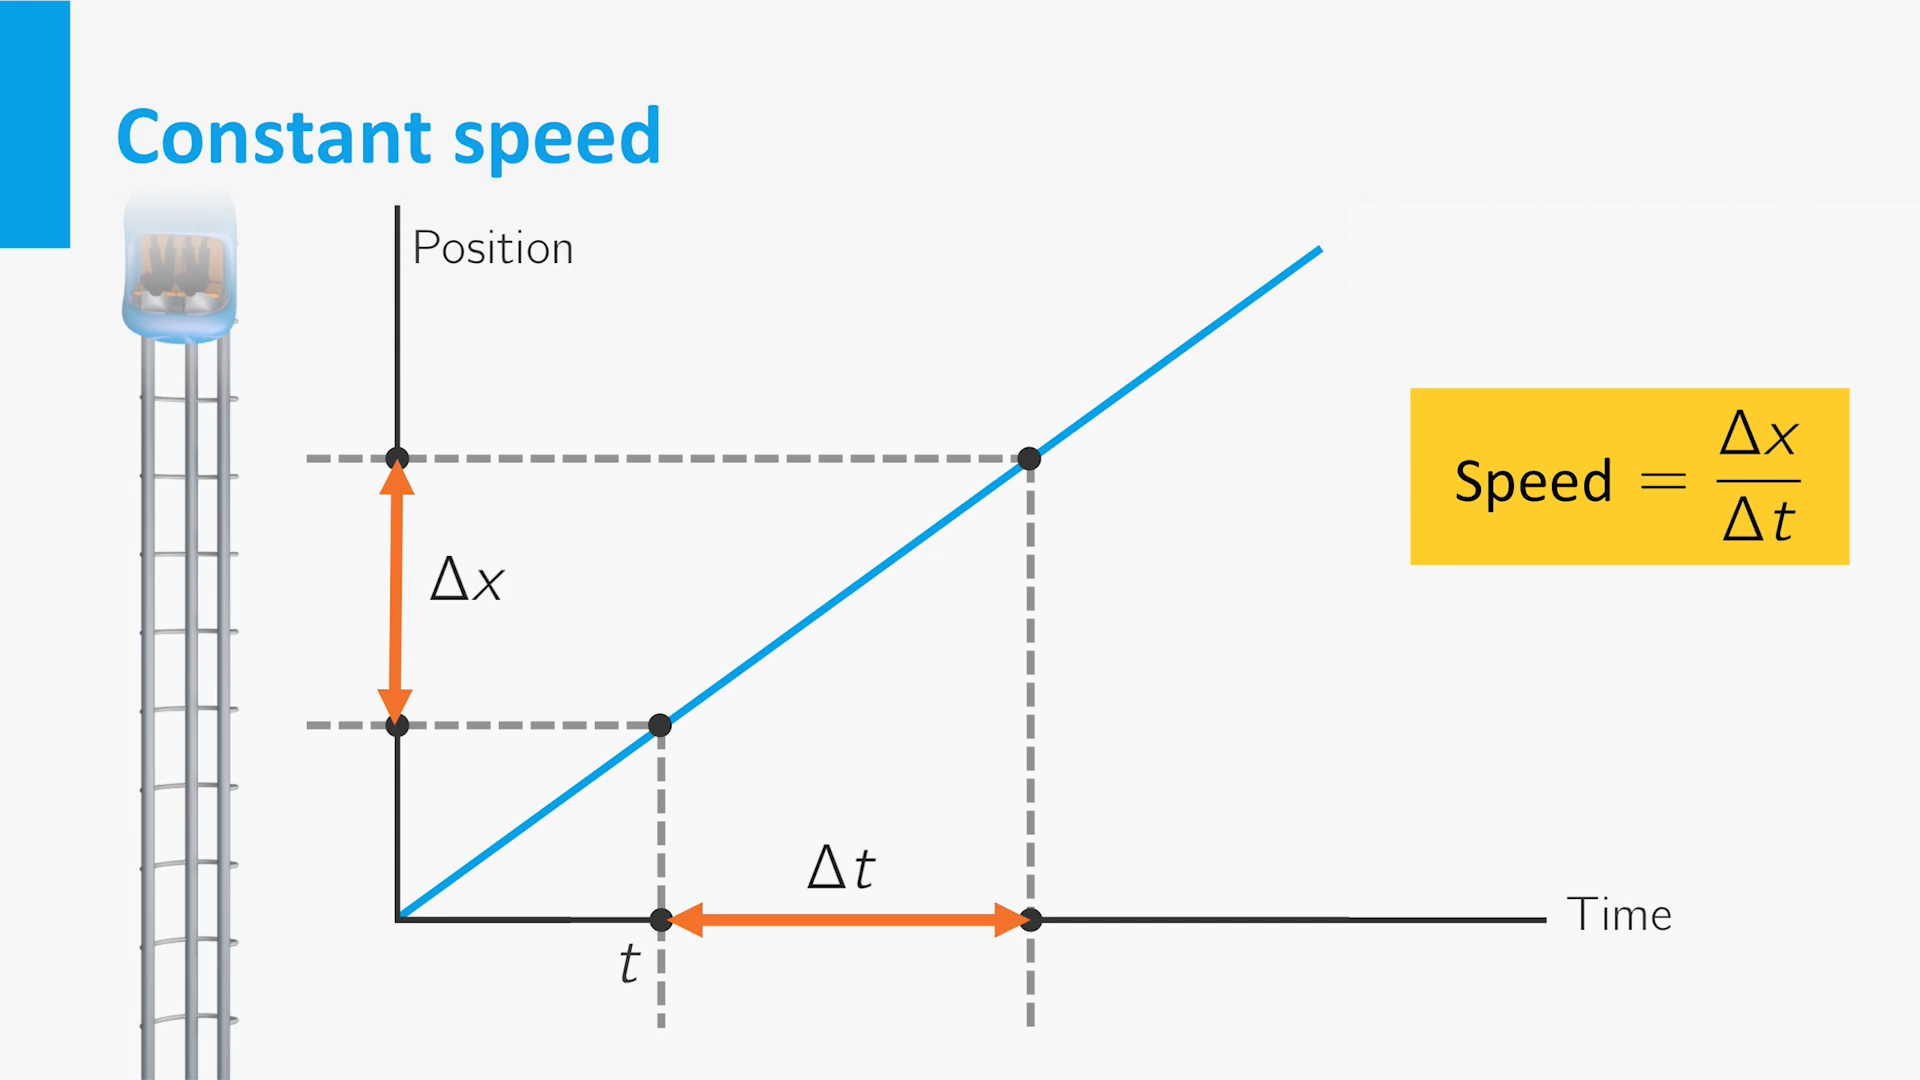 Constant speed
Position
Δx
Δt
t
Time
Speed = Δx/Δt